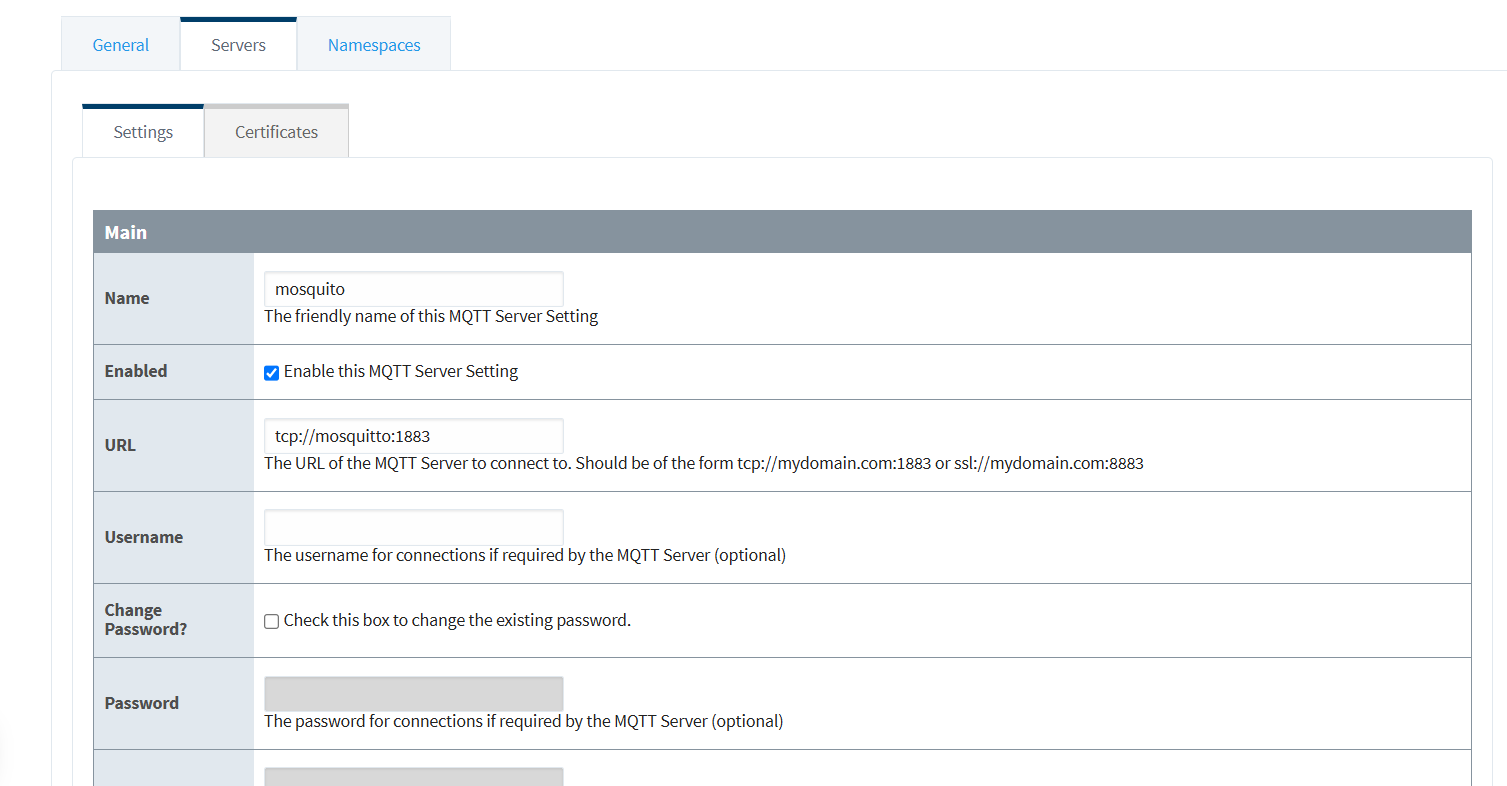 General Servers Namespaces
Settings Certificates
Main
Name
mosquito
The friendly name of this MQTT Server Setting
Enabled
Enable this MQTT Server Setting
URL
tcp://mosquitto:1883
The URL of the MQTT Server to connect to. Should be of the form tcp://mydomain.com:1883 or ssl://mydomain.com:8883
Username
The username for connections if required by the MQTT Server (optional)
Change
Password?
Check this box to change the existing password.
Password
The password for connections if required by the MQTT Server (optional)